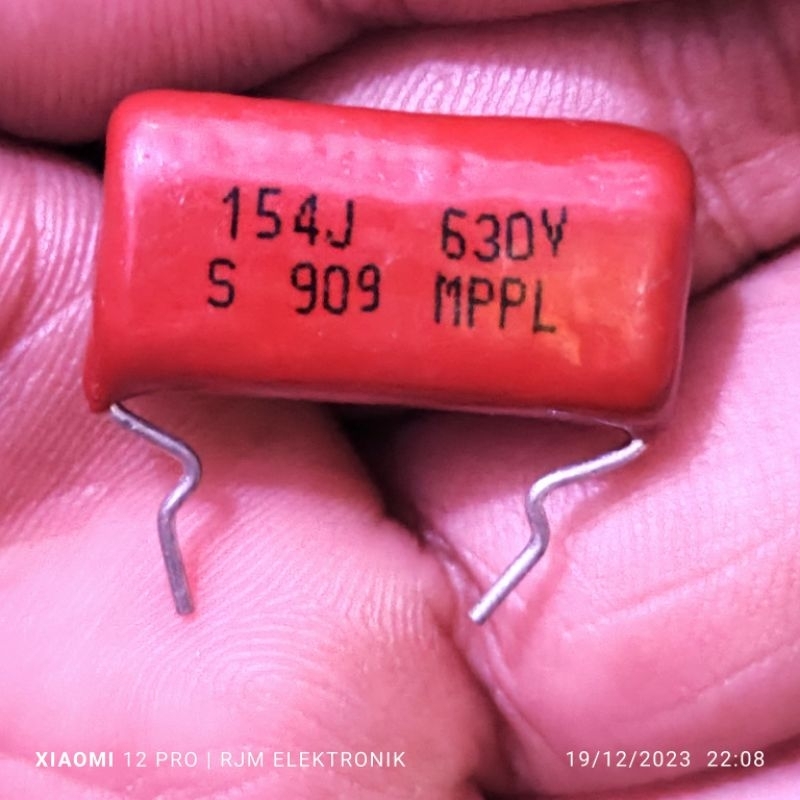 154J 630V
S 909 MPPL
XIAOMI 12 PRO | RJM ELEKTRONIK
19/12/2023 22:08